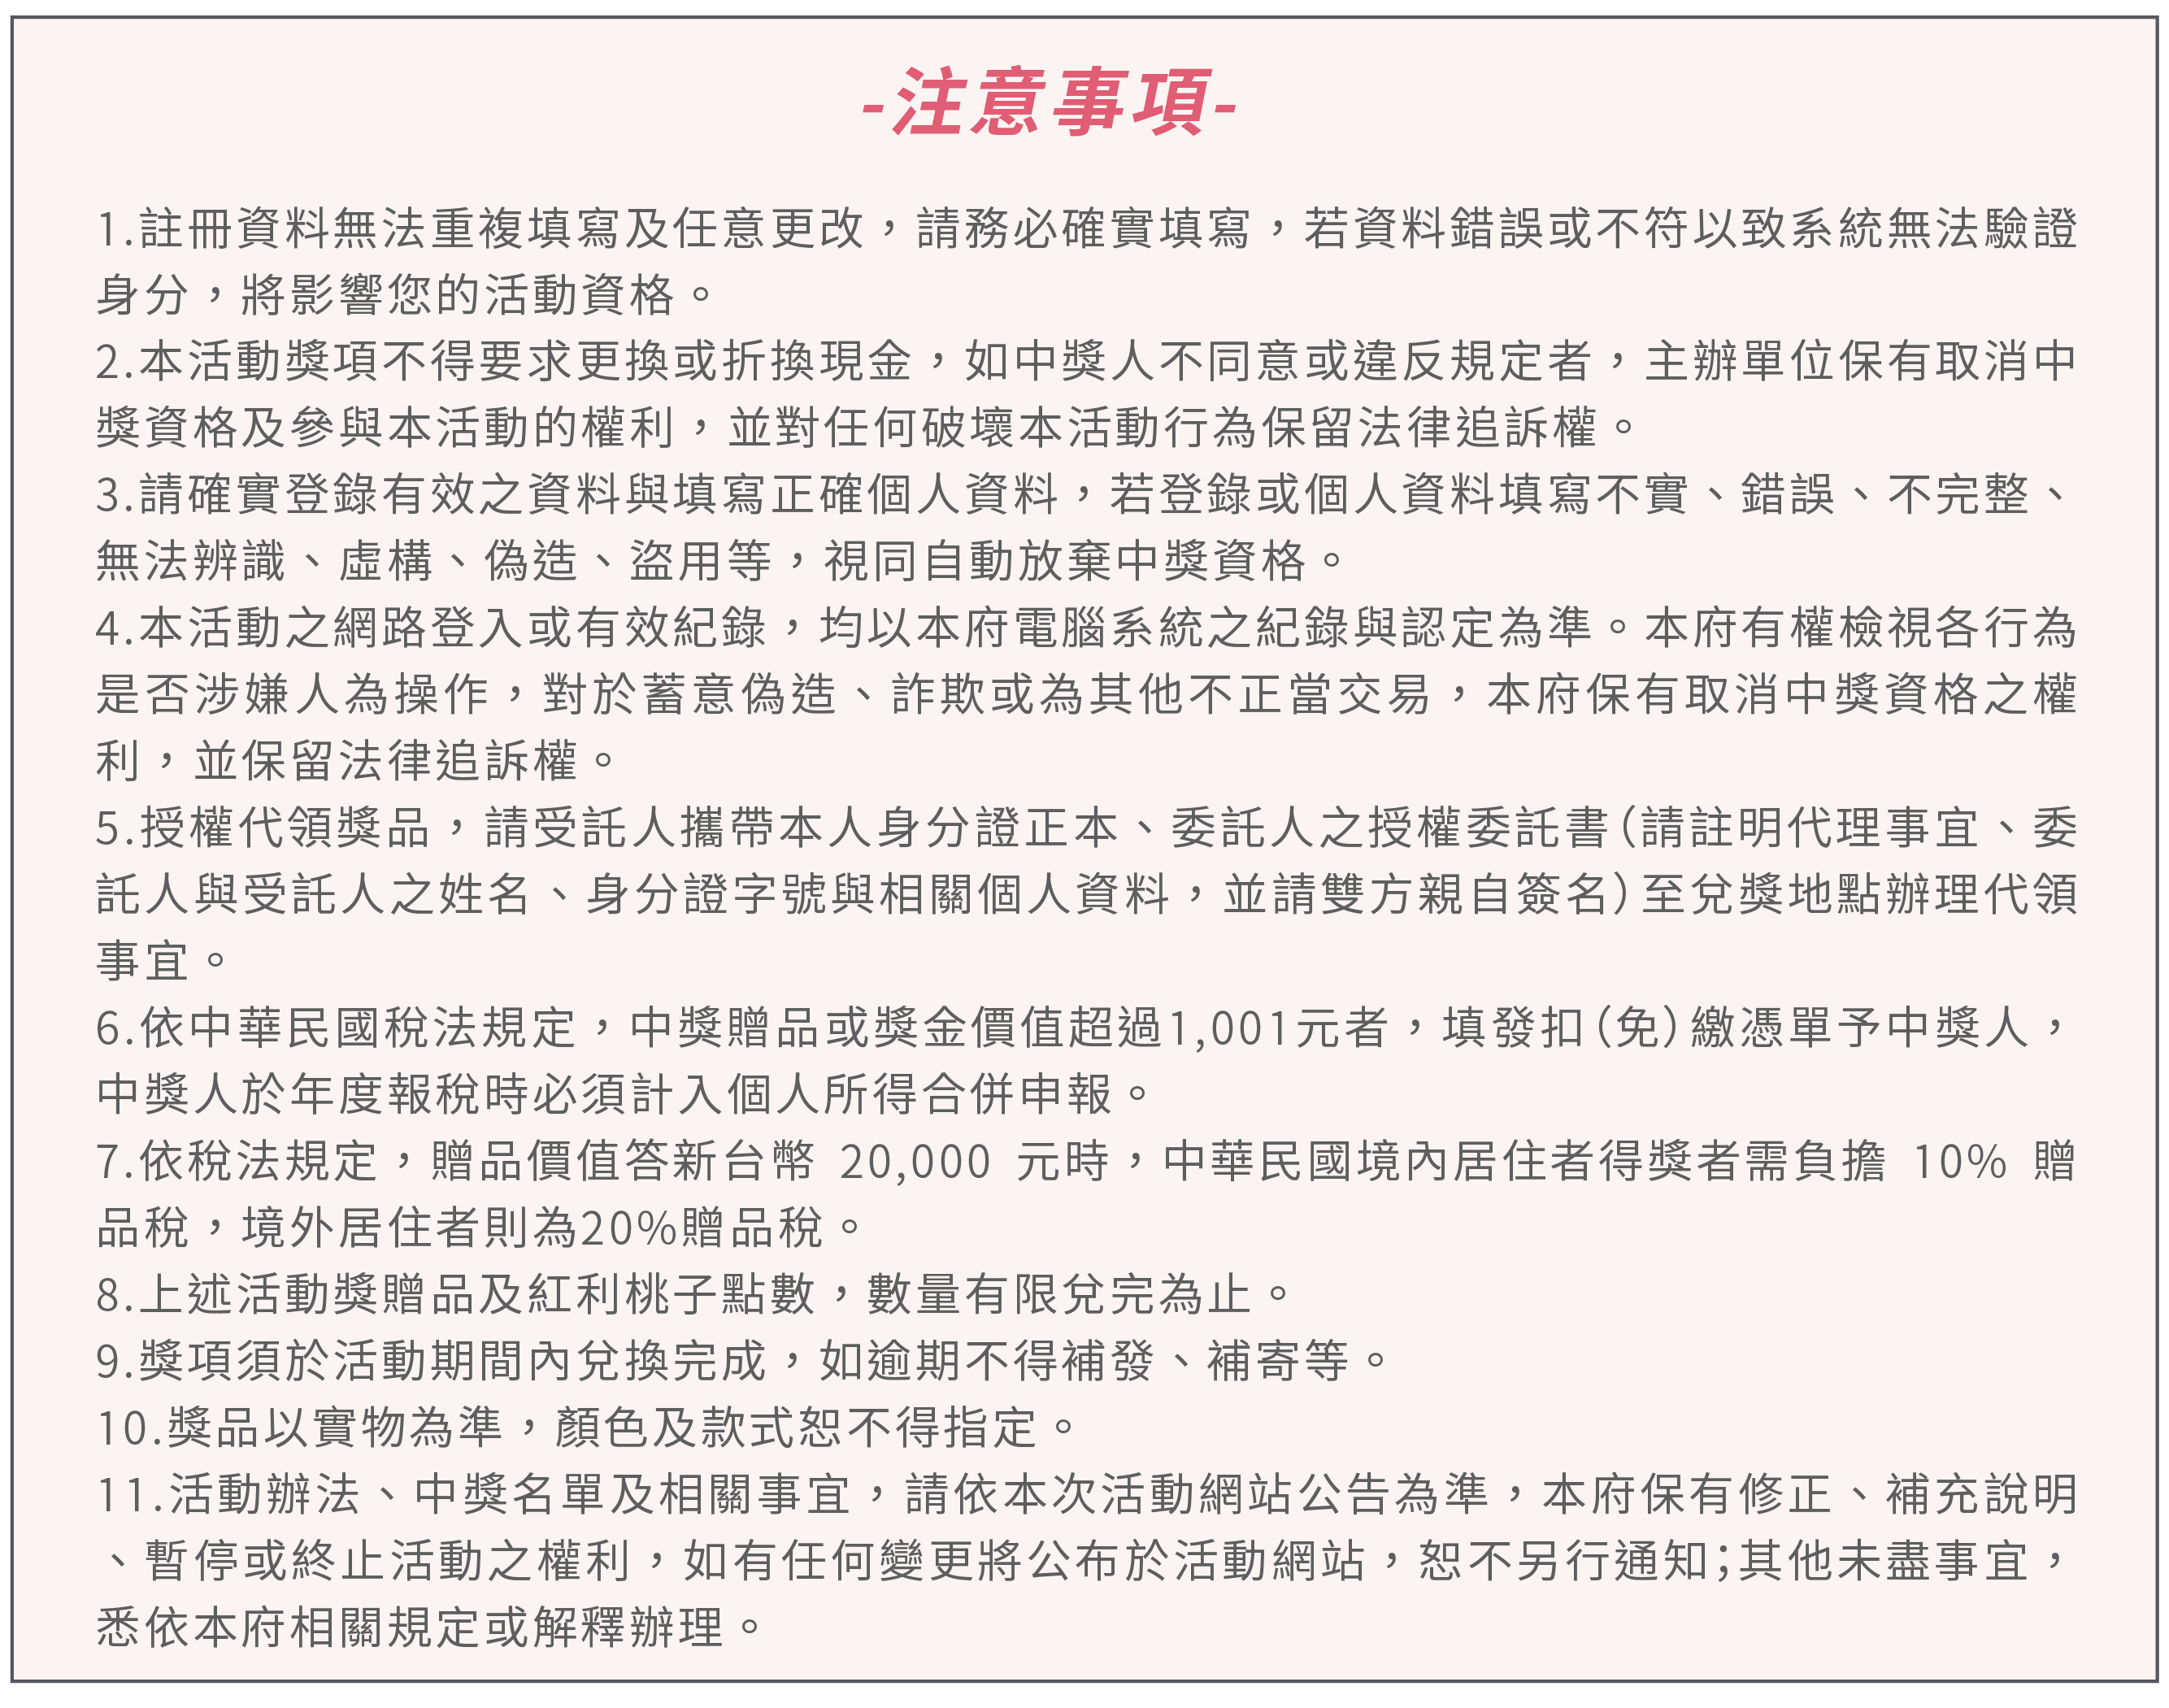 -注意事項-
1.註冊資料無法重複填寫及任意更改，請務必確實填寫，若資料錯誤或不符以致系統無法驗證
身分，將影響您的活動資格。
2.本活動獎項不得要求更換或折換現金，如中獎人不同意或違反規定者，主辦單位保有取消中
獎資格及參與本活動的權利，並對任何破壞本活動行為保留法律追訴權。
3.請確實登錄有效之資料與填寫正確個人資料，若登錄或個人資料填寫不實、錯誤、不完整、
無法辨識、虛構、偽造、盜用等，視同自動放棄中獎資格。
4.本活動之網路登入或有效紀錄，均以本府電腦系統之紀錄與認定為準。本府有權檢視各行為
是否涉嫌人為操作，對於蓄意偽造、詐欺或為其他不正當交易，本府保有取消中獎資格之權
利，並保留法律追訴權。
5.授權代領獎品，請受託人攜帶本人身分證正本、委託人之授權委託書(請註明代理事宜、委
託人與受託人之姓名、身分證字號與相關個人資料，並請雙方親自簽名)至兌獎地點辦理代領
事宜。
6.依中華民國稅法規定，中獎贈品或獎金價值超過1,001元者，填發扣(免)繳憑單予中獎人，
中獎人於年度報稅時必須計入個人所得合併申報。
7.依稅法規定，贈品價值答新台幣 20,000 元時，中華民國境內居住者得獎者需負擔 10% 贈
品稅，境外居住者則為20%贈品稅。
8.上述活動獎贈品及紅利桃子點數，數量有限兌完為止。
9.獎項須於活動期間內兌換完成，如逾期不得補發、補寄等。
10.獎品以實物為準，顏色及款式恕不得指定。
11.活動辦法、中獎名單及相關事宜，請依本次活動網站公告為準，本府保有修正、補充說明
、暫停或終止活動之權利，如有任何變更將公布於活動網站，恕不另行通知;其他未盡事宜，
悉依本府相關規定或解釋辦理。